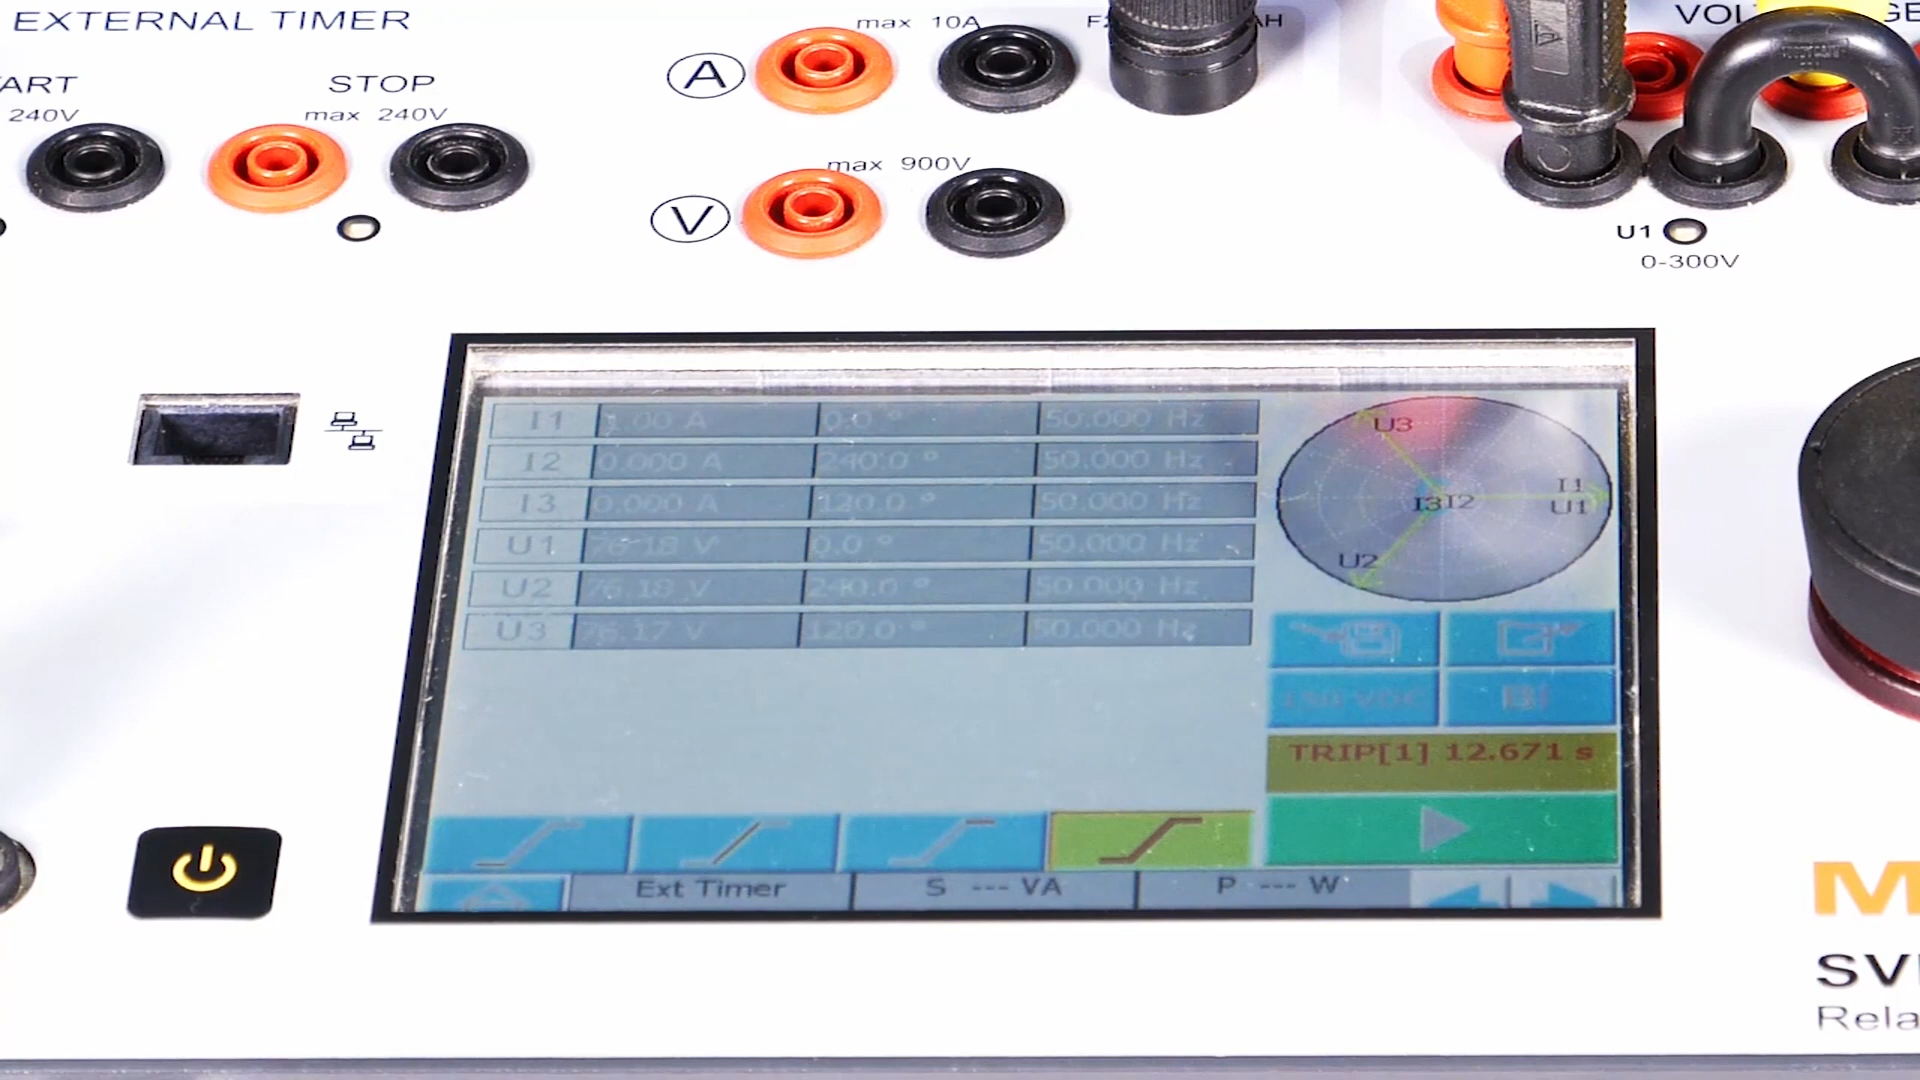 EXTERNAL TIMER
ART
240V
STOP
max 240V
A
max 10A
V
max 900V
U1
0-300V
I1 1.00 A 0.0 ° 50.000 Hz
I2 0.000 A 240.0 ° 50.000 Hz
I3 0.000 A 120.0 ° 50.000 Hz
U1 76.18 V 0.0 ° 50.000 Hz
U2 76.18 V 240.0 ° 50.000 Hz
U3 76.17 V 120.0 ° 50.000 Hz
U3
I1
I3 I2
U1
U2
TRIP[1] 12.671 s
Ext Timer
S --- VA
P --- W
M
SV
Rela